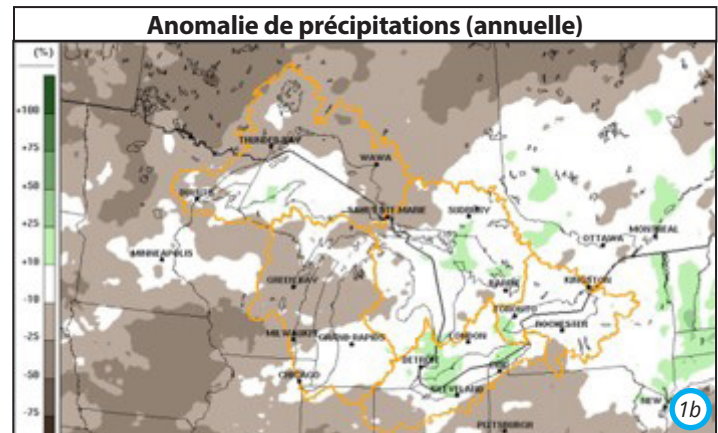 Anomalie de précipitations (annuelle)
(%)
+100
+75
+50
+25
+10
-10
-25
-50
-75
THUNDER BAY
WAWA
DULUTH
SAULT STE MARIE
SUDBURY
MINNEAPOLIS
OTTAWA
MONTREAL
GREEN BAY
BARRIE
KINGSTON
TORONTO
ROCHESTER
MILWAUKEE
GRAND RAPIDS
LONDON
DETROIT
CHICAGO
CLEVELAND
NEW
PITTSBURGH
1b